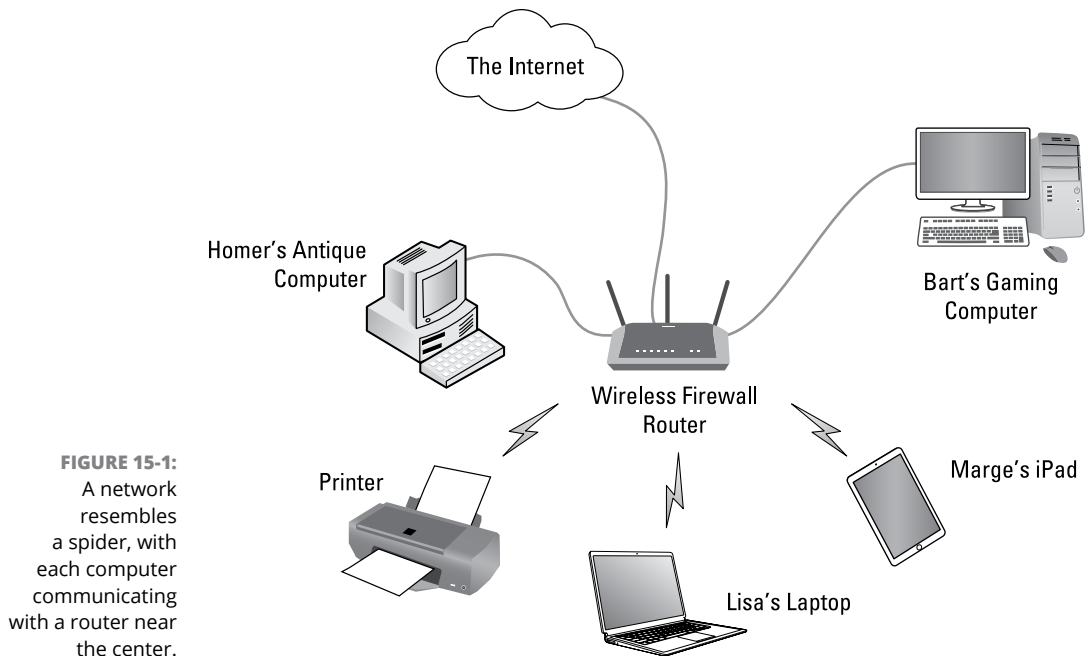 The Internet
Homer's Antique
Computer
Bart's Gaming
Computer
Wireless Firewall
Router
Printer
Marge's iPad
Lisa's Laptop
FIGURE 15-1:
A network
resembles
a spider, with
each computer
communicating
with a router near
the center.